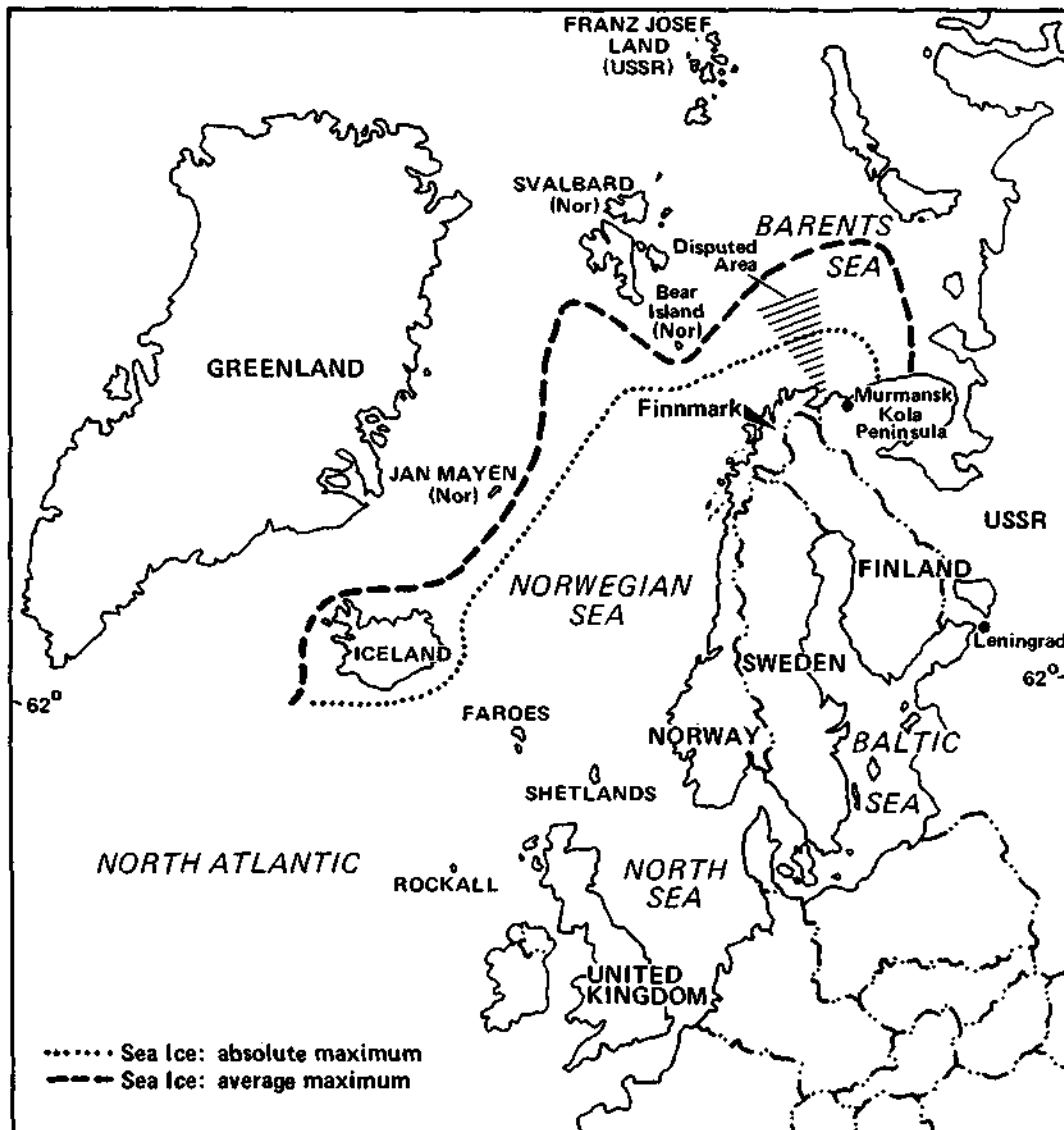 FRANZ JOSEF
LAND
(USSR)
SVALBARD
(Nor)
BARENTS
SEA
Disputed
Area
Bear
Island
(Nor)
GREENLAND
Finnmark
Murmansk
Kola
Peninsula
JAN MAYEN
(Nor)
USSR
NORWEGIAN
SEA
FINLAND
ICELAND
SWEDEN
Leningrad
62°
62°
FAROES
NORWAY
BALTIC
SEA
SHETLANDS
NORTH ATLANTIC
ROCKALL
NORTH
SEA
UNITED
KINGDOM
Sea Ice: absolute maximum
Sea Ice: average maximum